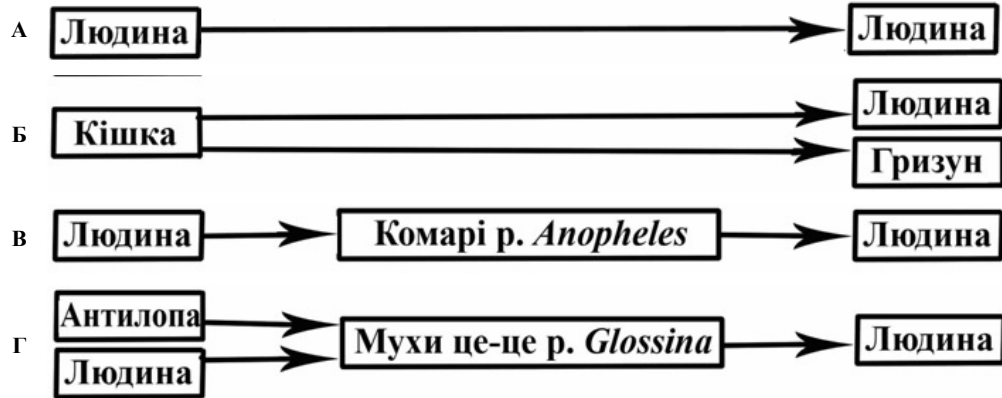 А Людина Людина
Б Кішка Людина
Гризун
В Людина Комарі р. Anopheles Людина
Г Антилопа Мухи це-це р. Glossina Людина
Людина